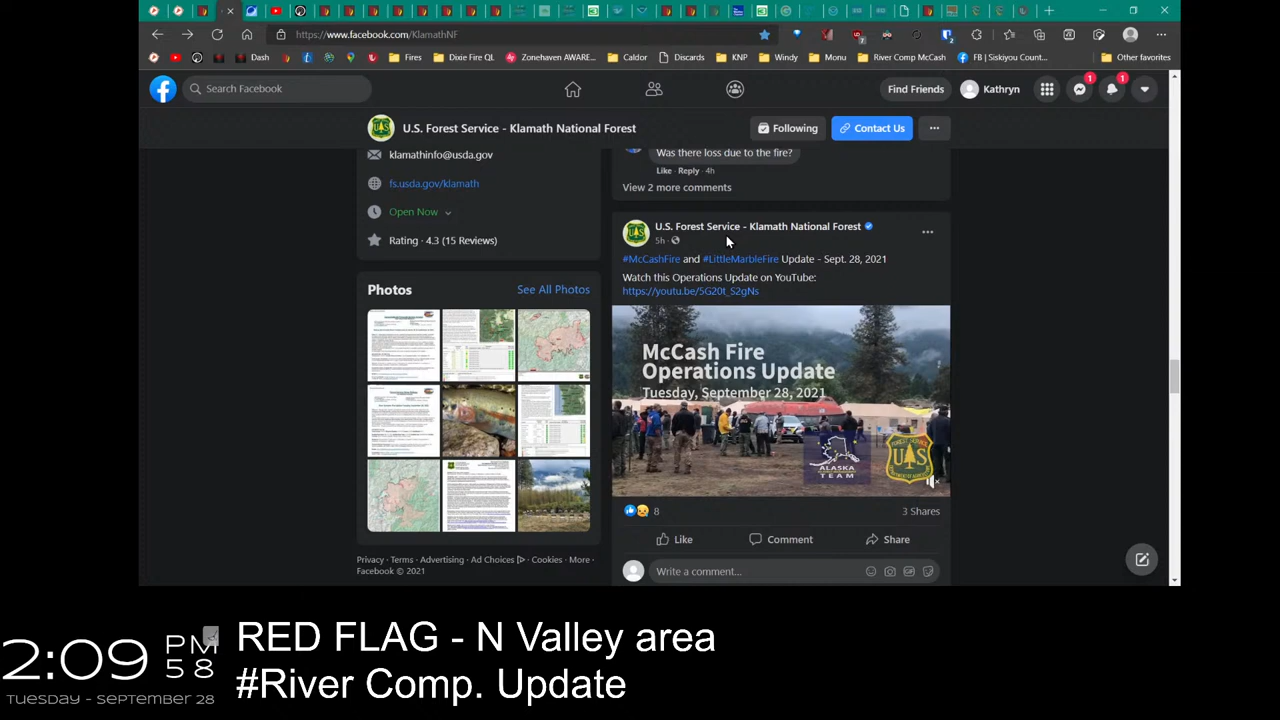 https://www.facebook.com/KlamathNF
Dash
Fires
Dixie Fire QL
Zonehaven AWARE...
Caldor
Discards
KNP
Windy
Monu
River Comp McCash
FB | Siskiyou Count...
Other favorites
Search Facebook
Find Friends
Kathryn
1
1
U.S. Forest Service - Klamath National Forest
Following
Contact Us
klamathinfo@usda.gov
fs.usda.gov/klamath
Open Now
Rating · 4.3 (15 Reviews)
Photos
See All Photos
Privacy · Terms · Advertising · Ad Choices · Cookies · More ·
Facebook © 2021
Was there loss due to the fire?
Like · Reply · 4h
View 2 more comments
U.S. Forest Service - Klamath National Forest
5h ·
#McCashFire and #LittleMarbleFire Update - Sept. 28, 2021
Watch this Operations Update on YouTube:
https://youtu.be/5G20t_S2gNs
McCash Fire
Operations Update
Tuesday, September 28, 2021
ALASKA
TEAM
FOREST SERVICE
UAS
8
3 Shares
Like
Comment
Share
Write a comment...
2:09 PM
58
TUESDAY - SEPTEMBER 28
RED FLAG - N Valley area
#River Comp. Update